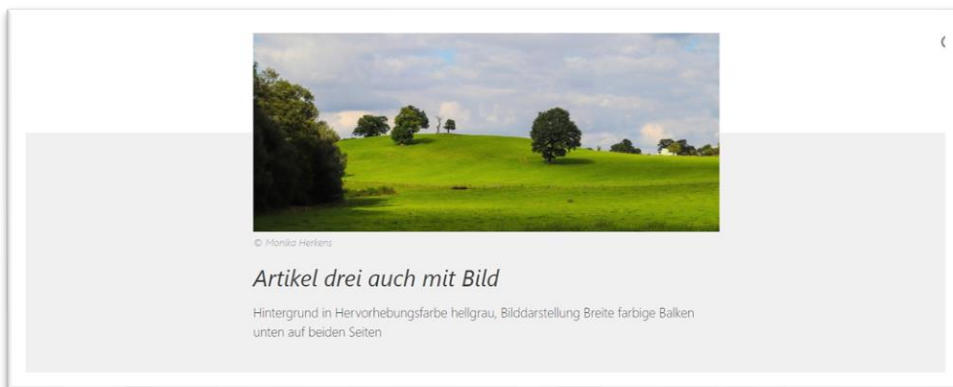 © Monika Herkens
Artikel drei auch mit Bild
Hintergrund in Hervorhebungsfarbe hellgrau, Bilddarstellung Breite farbige Balken
unten auf beiden Seiten